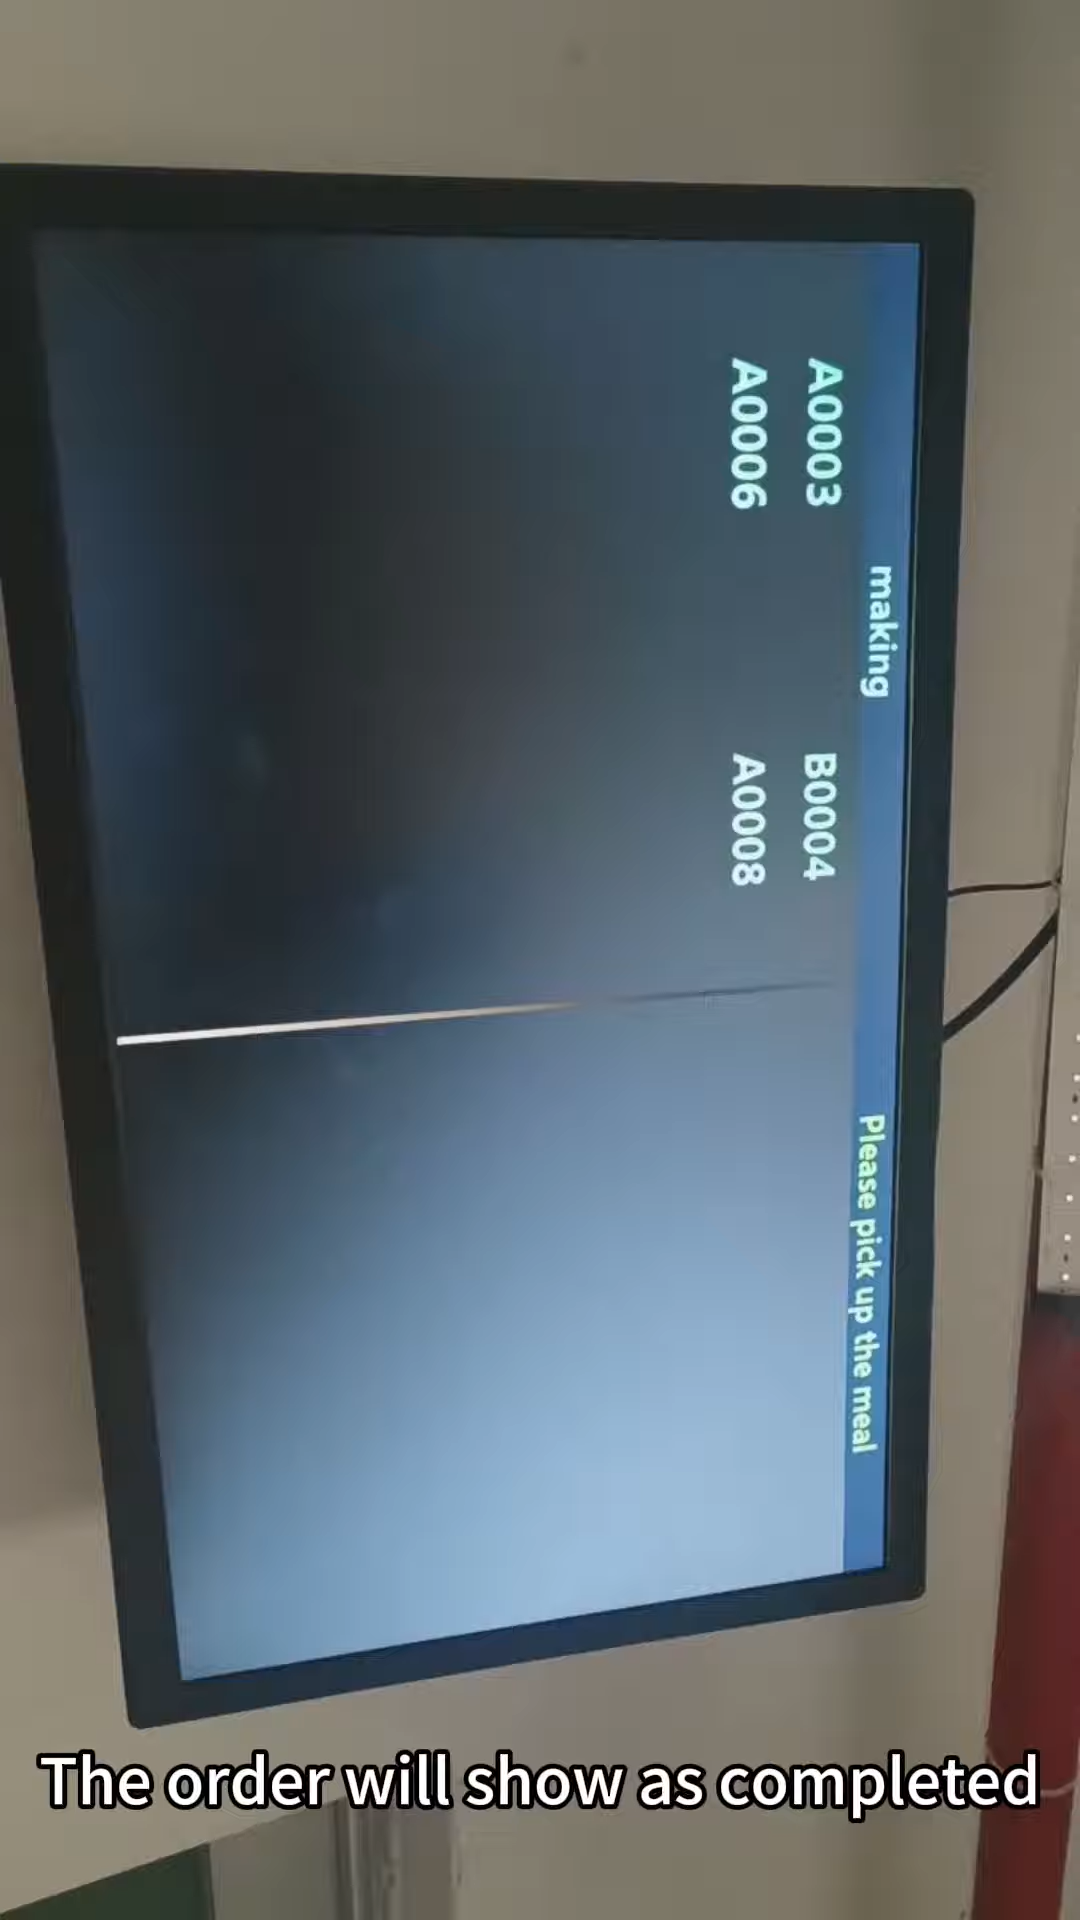 making
Please pick up the meal
A0003 B0004
A0006 A0008
The order will show as completed